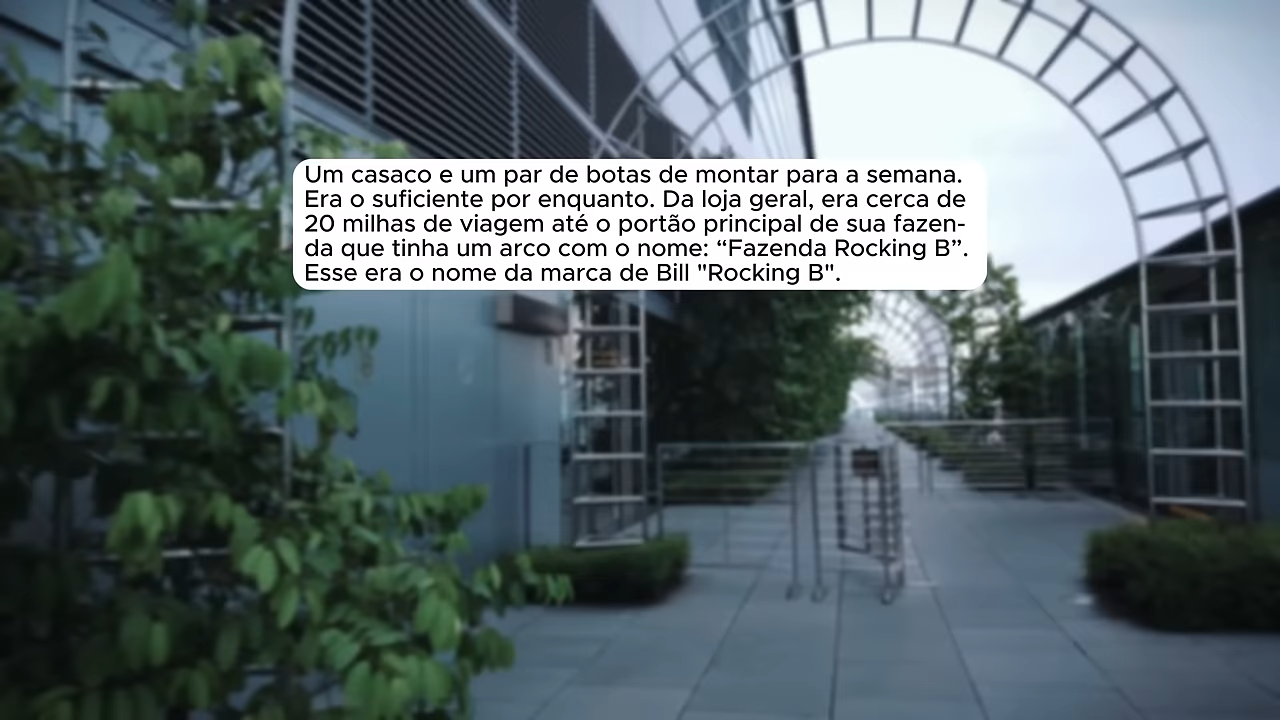 Um casaco e um par de botas de montar para a semana.
Era o suficiente por enquanto. Da loja geral, era cerca de
20 milhas de viagem até o portão principal de sua fazen-
da que tinha um arco com o nome: “Fazenda Rocking B”.
Esse era o nome da marca de Bill "Rocking B".